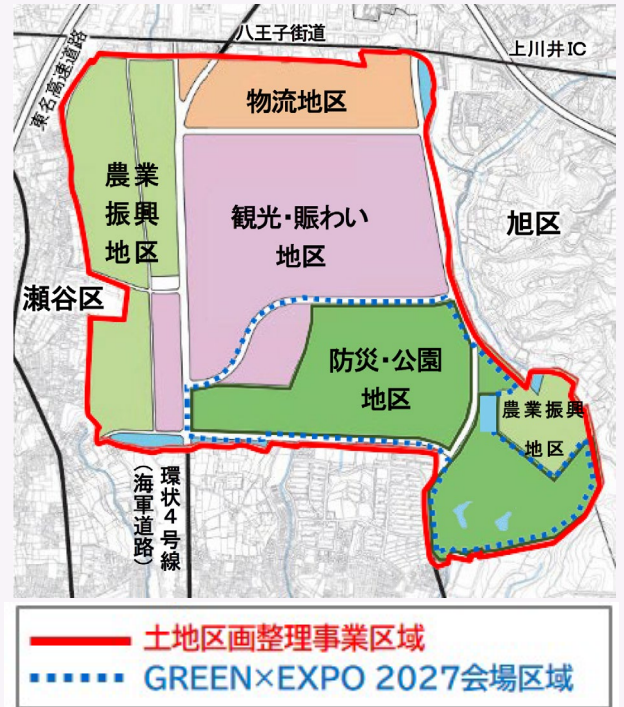 八王子街道
上川井IC
東名高速道路
物流地区
農業
振興
地区
観光・賑わい
地区
旭区
瀬谷区
防災・公園
地区
農業振興
地区
環状4号線
(海軍道路)
土地区画整理事業区域
GREEN×EXPO 2027会場区域